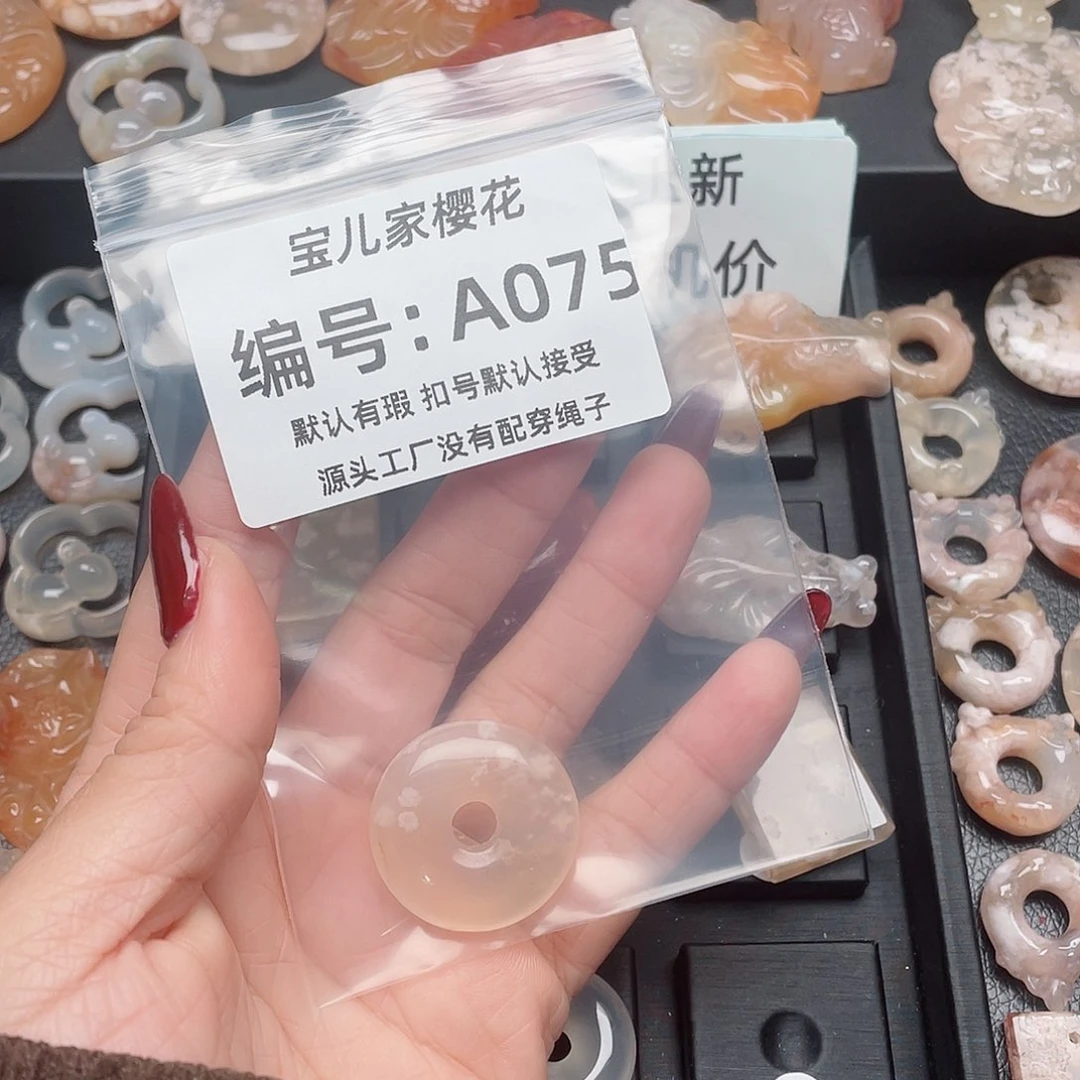 宝儿家樱花
编号:A075
默认有瑕 扣号默认接受
源头工厂没有配穿绳子
新
价